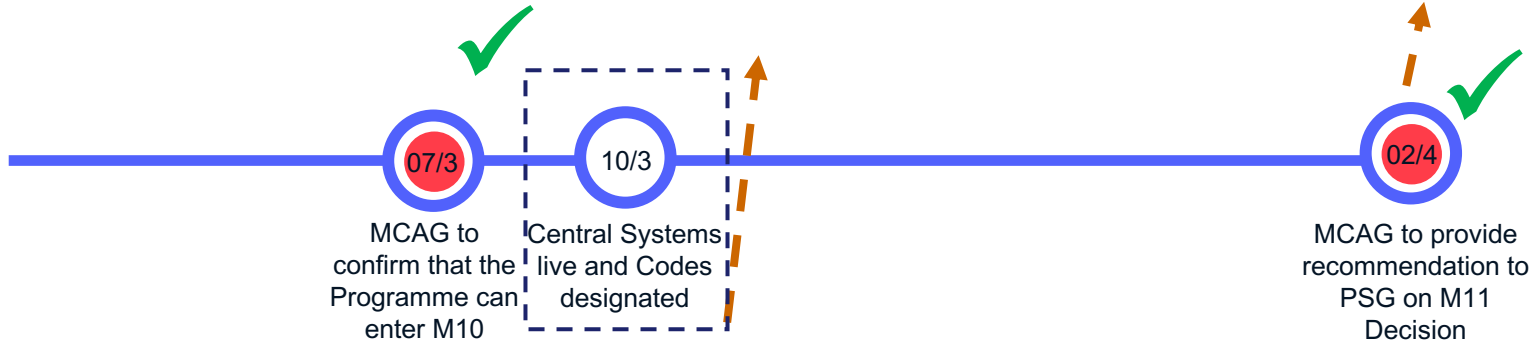 07/3
10/3
02/4
MCAG to
confirm that the
Programme can
enter M10
Central Systems
live and Codes
designated
MCAG to provide
recommendation to
PSG on M11
Decision